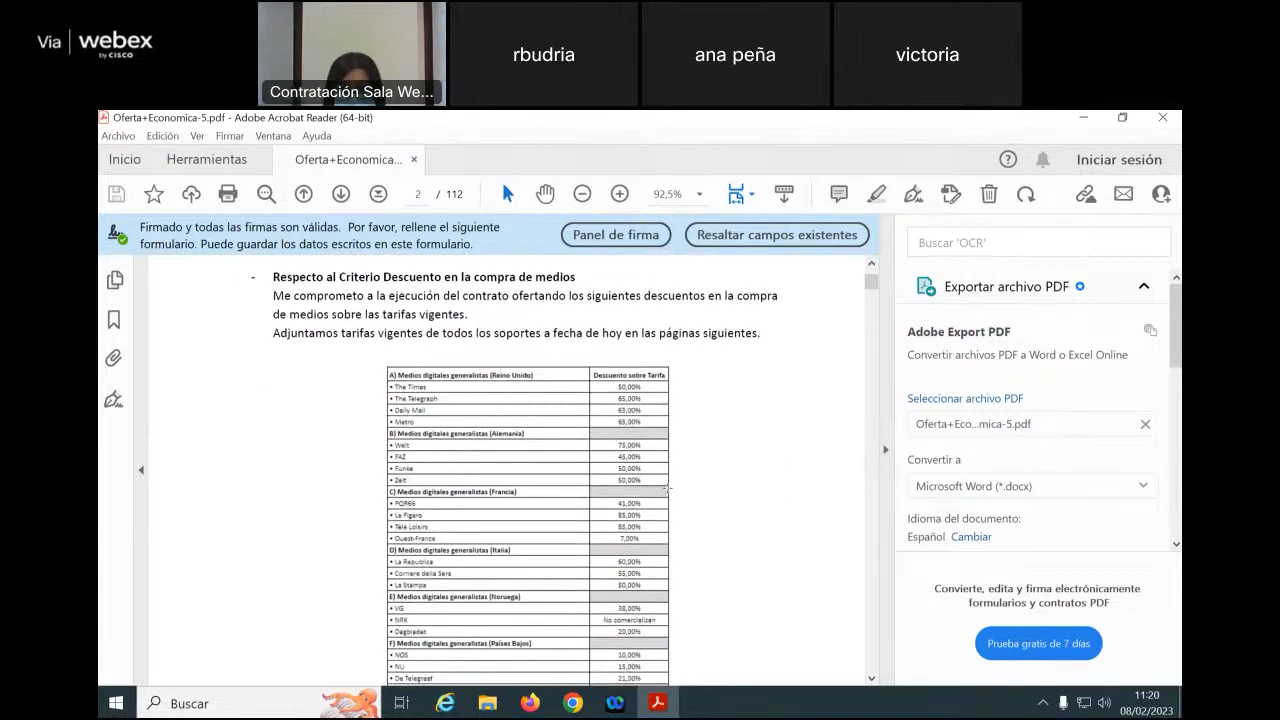 Via webex
by CISCO
Contratación Sala We...
rbudria
ana peña
victoria
Oferta+Economica-5.pdf - Adobe Acrobat Reader (64-bit)
Archivo Edición Ver Firmar Ventana Ayuda
Inicio Herramientas Oferta+Economica... × Iniciar sesión
2 / 112 92,5%
Firmado y todas las firmas son válidas. Por favor, rellene el siguiente
formulario. Puede guardar los datos escritos en este formulario.
Panel de firma
Resaltar campos existentes
- Respecto al Criterio Descuento en la compra de medios
Me comprometo a la ejecución del contrato ofertando los siguientes descuentos en la compra
de medios sobre las tarifas vigentes.
Adjuntamos tarifas vigentes de todos los soportes a fecha de hoy en las páginas siguientes.
A) Medios digitales generalistas (Reino Unido) Descuento sobre Tarifa
• The Times 50,00%
• The Telegraph 65,00%
• Daily Mail 65,00%
• Metro 65,00%
B) Medios digitales generalistas (Alemania)
• Welt 75,00%
• FAZ 45,00%
• Funke 50,00%
• Zeit 50,00%
C) Medios digitales generalistas (Francia)
• PQR66 41,00%
• Le Figaro 85,00%
• Télé Loisirs 85,00%
• Ouest-France 7,00%
D) Medios digitales generalistas (Italia)
• La Republica 60,00%
• Corriere della Sera 55,00%
• La Stampa 50,00%
E) Medios digitales generalistas (Noruega)
• VG 38,00%
• NRK No comercializan
• Dagbladet 20,00%
F) Medios digitales generalistas (Países Bajos)
• NOS 10,00%
• NU 15,00%
• De Telegraaf 21,00%
Buscar 'OCR'
Exportar archivo PDF
Adobe Export PDF
Convertir archivos PDF a Word o Excel Online
Seleccionar archivo PDF
Oferta+Eco...mica-5.pdf
Convertir a
Microsoft Word (*.docx)
Idioma del documento:
Español Cambiar
Convierte, edita y firma electrónicamente
formularios y contratos PDF
Prueba gratis de 7 días
Buscar
11:20
08/02/2023